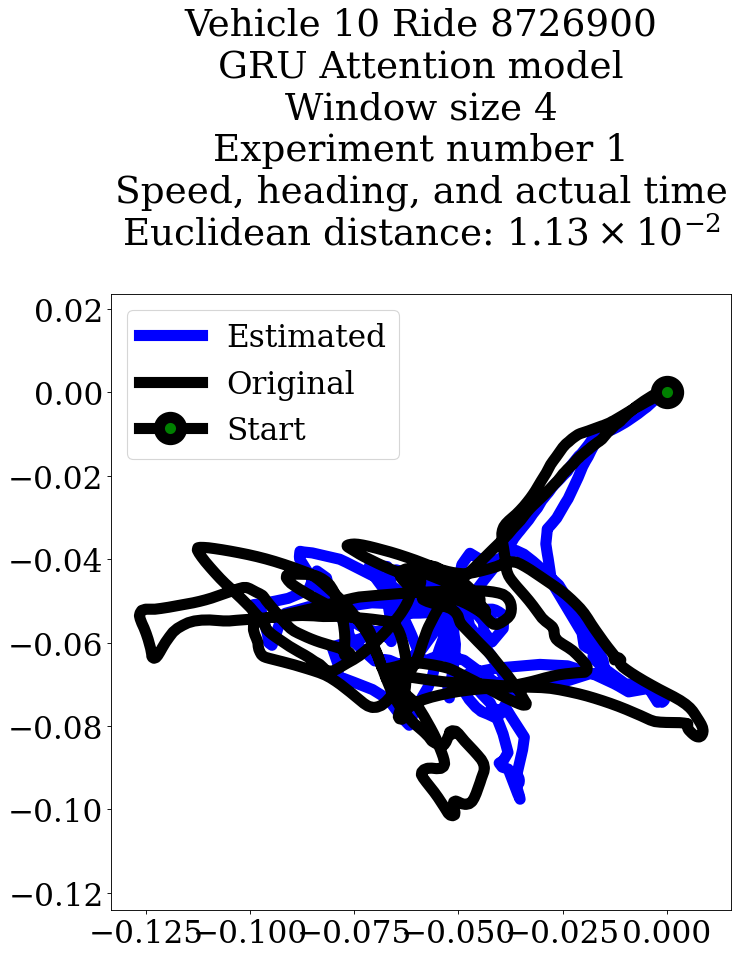 Vehicle 10 Ride 8726900
GRU Attention model
Window size 4
Experiment number 1
Speed, heading, and actual time
Euclidean distance: 1.13 × 10⁻²
Estimated
Original
Start
0.02
0.00
−0.02
−0.04
−0.06
−0.08
−0.10
−0.12
−0.125 −0.100 −0.075 −0.050 −0.025 0.000